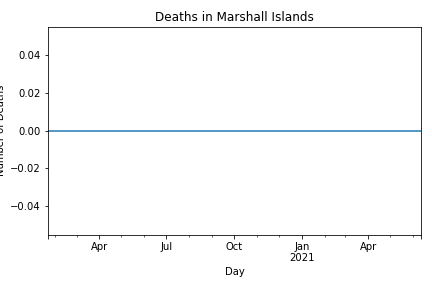 Deaths in Marshall Islands
0.04
0.02
0.00
−0.02
−0.04
Number of Deaths
Apr Jul Oct Jan Apr
2021
Day